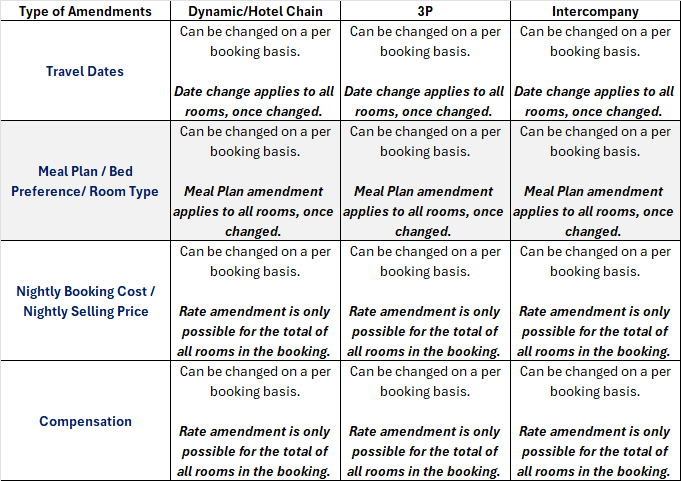 Type of Amendments Dynamic/Hotel Chain 3P Intercompany
Travel Dates
Can be changed on a per
booking basis.
Date change applies to all
rooms, once changed.
Can be changed on a per
booking basis.
Date change applies to all
rooms, once changed.
Can be changed on a per
booking basis.
Date change applies to all
rooms, once changed.
Meal Plan / Bed
Preference/ Room Type
Can be changed on a per
booking basis.
Meal Plan amendment
applies to all rooms, once
changed.
Can be changed on a per
booking basis.
Meal Plan amendment
applies to all rooms, once
changed.
Can be changed on a per
booking basis.
Meal Plan amendment
applies to all rooms, once
changed.
Nightly Booking Cost /
Nightly Selling Price
Can be changed on a per
booking basis.
Rate amendment is only
possible for the total of
all rooms in the booking.
Can be changed on a per
booking basis.
Rate amendment is only
possible for the total of
all rooms in the booking.
Can be changed on a per
booking basis.
Rate amendment is only
possible for the total of
all rooms in the booking.
Compensation
Can be changed on a per
booking basis.
Rate amendment is only
possible for the total of
all rooms in the booking.
Can be changed on a per
booking basis.
Rate amendment is only
possible for the total of
all rooms in the booking.
Can be changed on a per
booking basis.
Rate amendment is only
possible for the total of
all rooms in the booking.